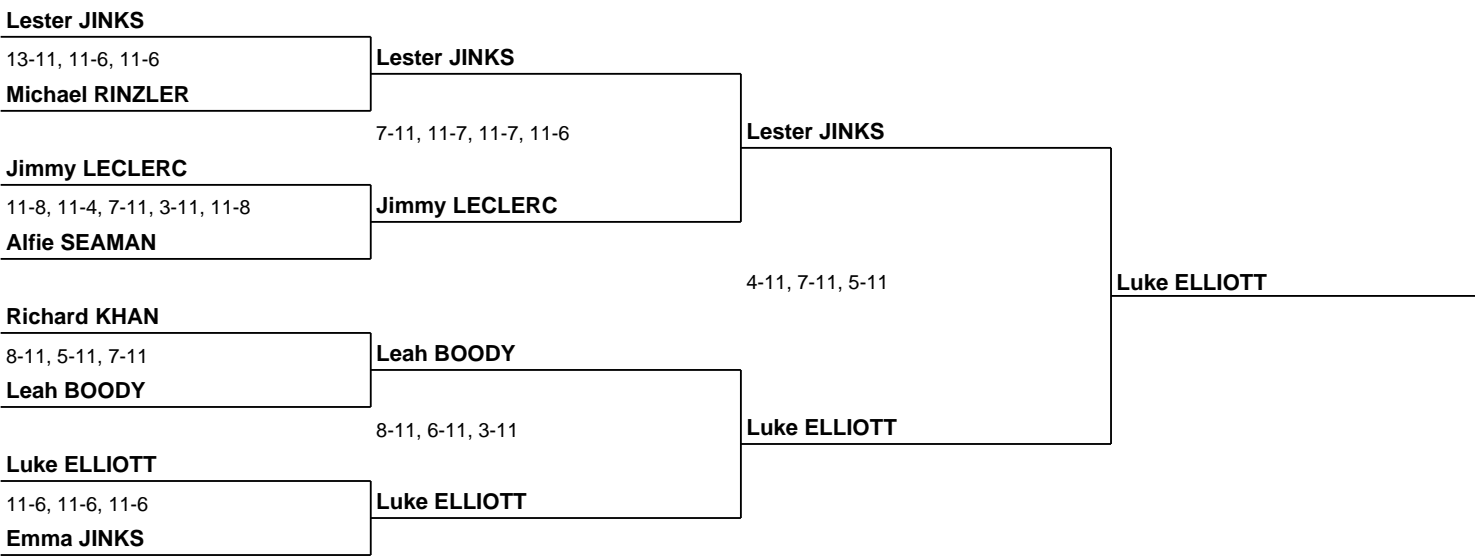 Lester JINKS
13-11, 11-6, 11-6
Lester JINKS
Michael RINZLER
7-11, 11-7, 11-7, 11-6
Lester JINKS
Jimmy LECLERC
11-8, 11-4, 7-11, 3-11, 11-8
Jimmy LECLERC
Alfie SEAMAN
4-11, 7-11, 5-11
Luke ELLIOTT
Richard KHAN
8-11, 5-11, 7-11
Leah BOODY
Leah BOODY
8-11, 6-11, 3-11
Luke ELLIOTT
Luke ELLIOTT
11-6, 11-6, 11-6
Luke ELLIOTT
Emma JINKS